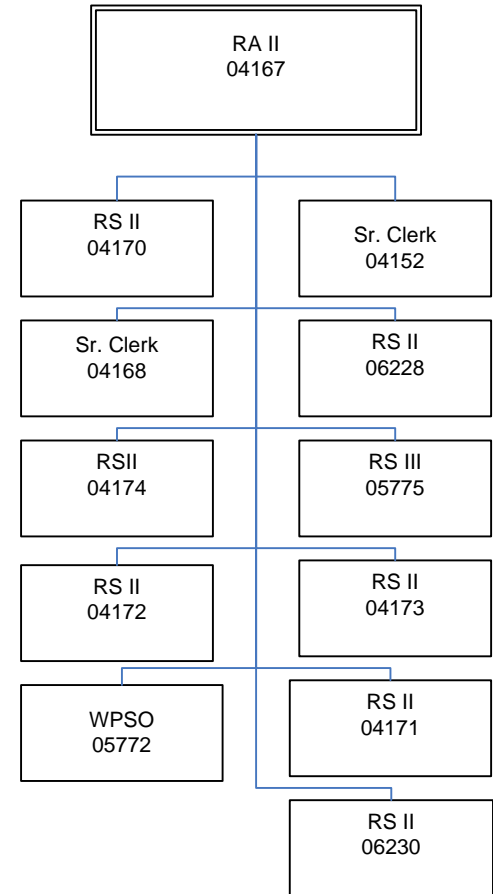 RA II
04167
RS II
04170
Sr. Clerk
04152
Sr. Clerk
04168
RS II
06228
RSII
04174
RS III
05775
RS II
04172
RS II
04173
WPSO
05772
RS II
04171
RS II
06230